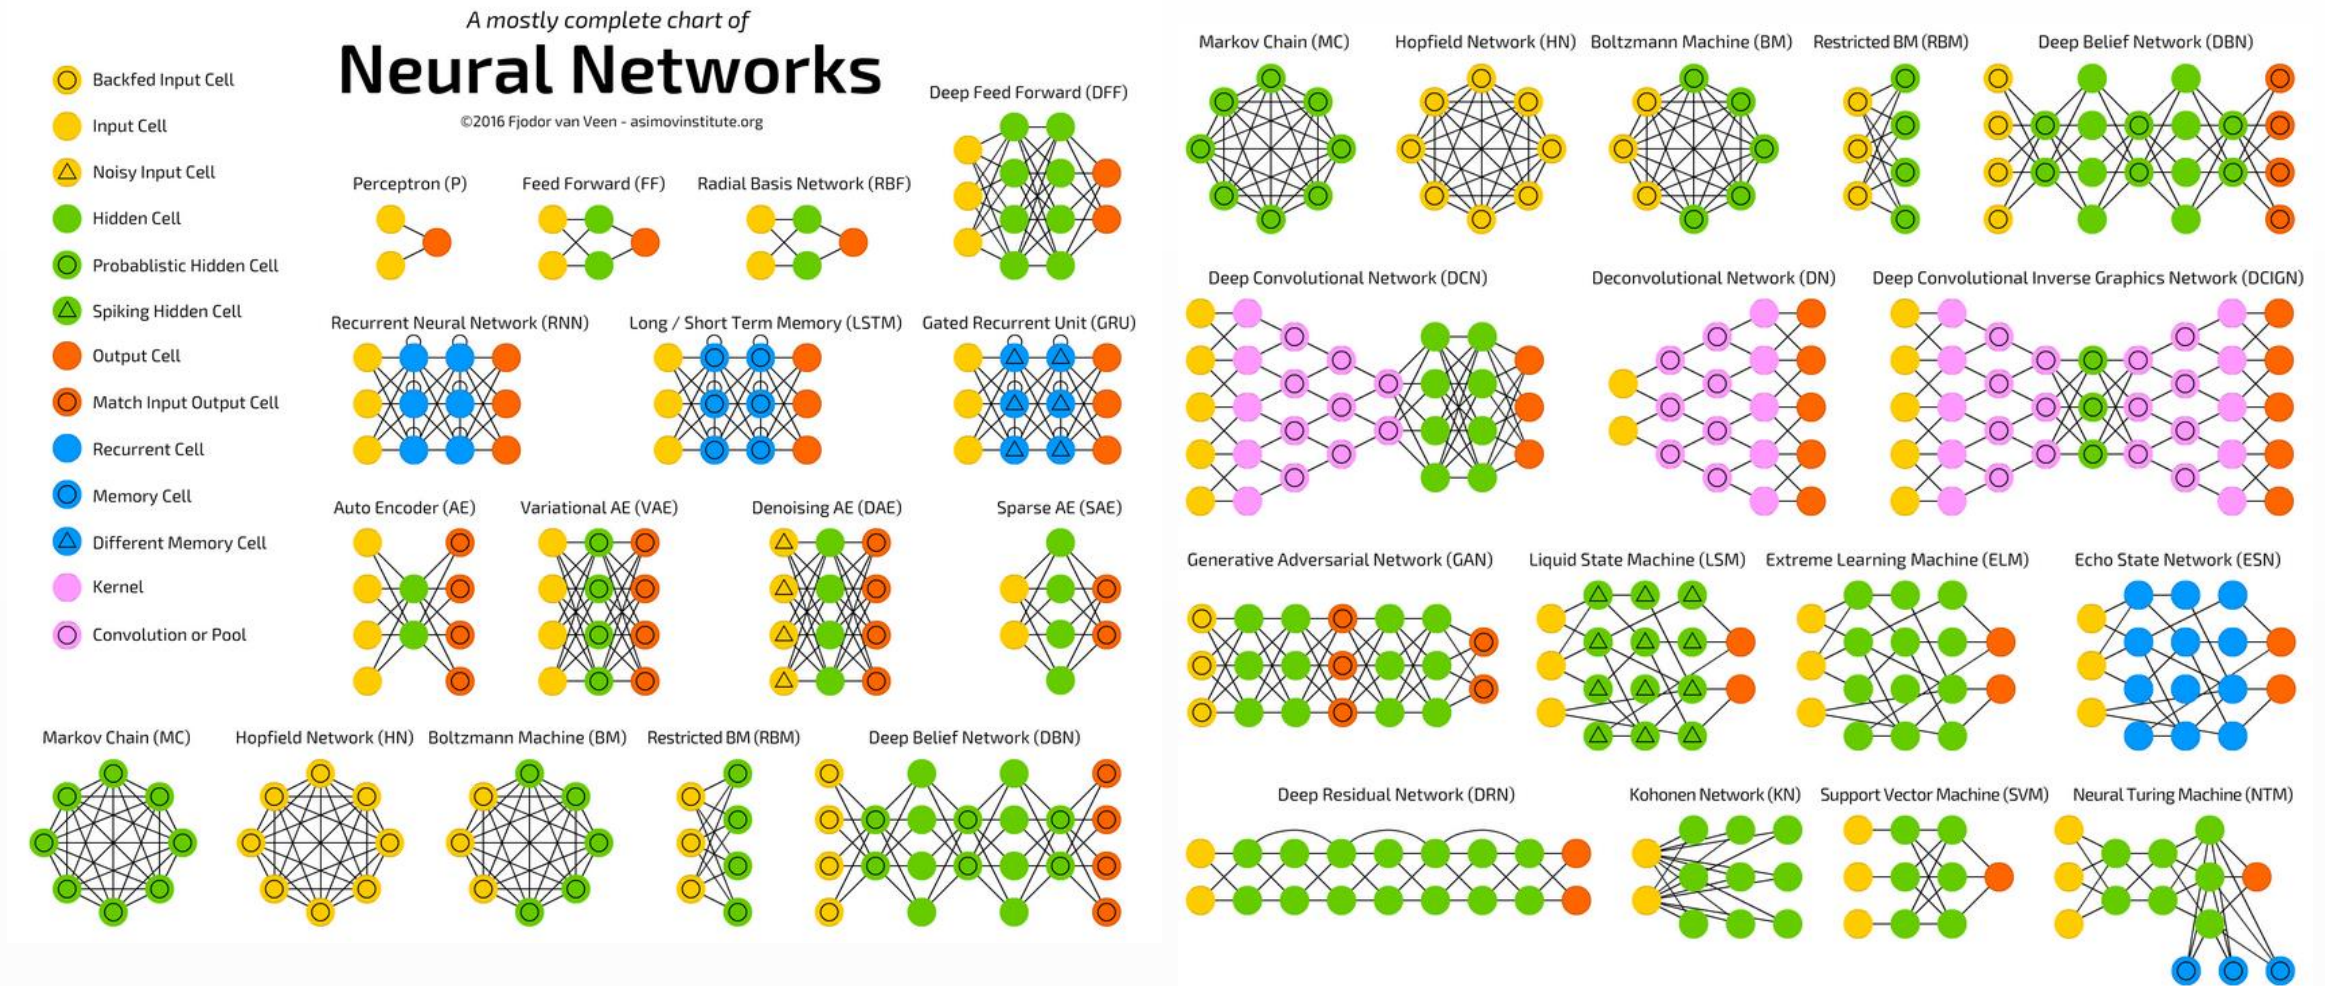 A mostly complete chart of
Neural Networks
©2016 Fjodor van Veen - asimovinstitute.org
Backfed Input Cell
Input Cell
Noisy Input Cell
Hidden Cell
Probablistic Hidden Cell
Spiking Hidden Cell
Output Cell
Match Input Output Cell
Recurrent Cell
Memory Cell
Different Memory Cell
Kernel
Convolution or Pool
Deep Feed Forward (DFF)
Perceptron (P)
Feed Forward (FF)
Radial Basis Network (RBF)
Recurrent Neural Network (RNN)
Long / Short Term Memory (LSTM)
Gated Recurrent Unit (GRU)
Auto Encoder (AE)
Variational AE (VAE)
Denoising AE (DAE)
Sparse AE (SAE)
Markov Chain (MC)
Hopfield Network (HN)
Boltzmann Machine (BM)
Restricted BM (RBM)
Deep Belief Network (DBN)
Markov Chain (MC)
Hopfield Network (HN)
Boltzmann Machine (BM)
Restricted BM (RBM)
Deep Belief Network (DBN)
Deep Convolutional Network (DCN)
Deconvolutional Network (DN)
Deep Convolutional Inverse Graphics Network (DCIGN)
Generative Adversarial Network (GAN)
Liquid State Machine (LSM)
Extreme Learning Machine (ELM)
Echo State Network (ESN)
Deep Residual Network (DRN)
Kohonen Network (KN)
Support Vector Machine (SVM)
Neural Turing Machine (NTM)